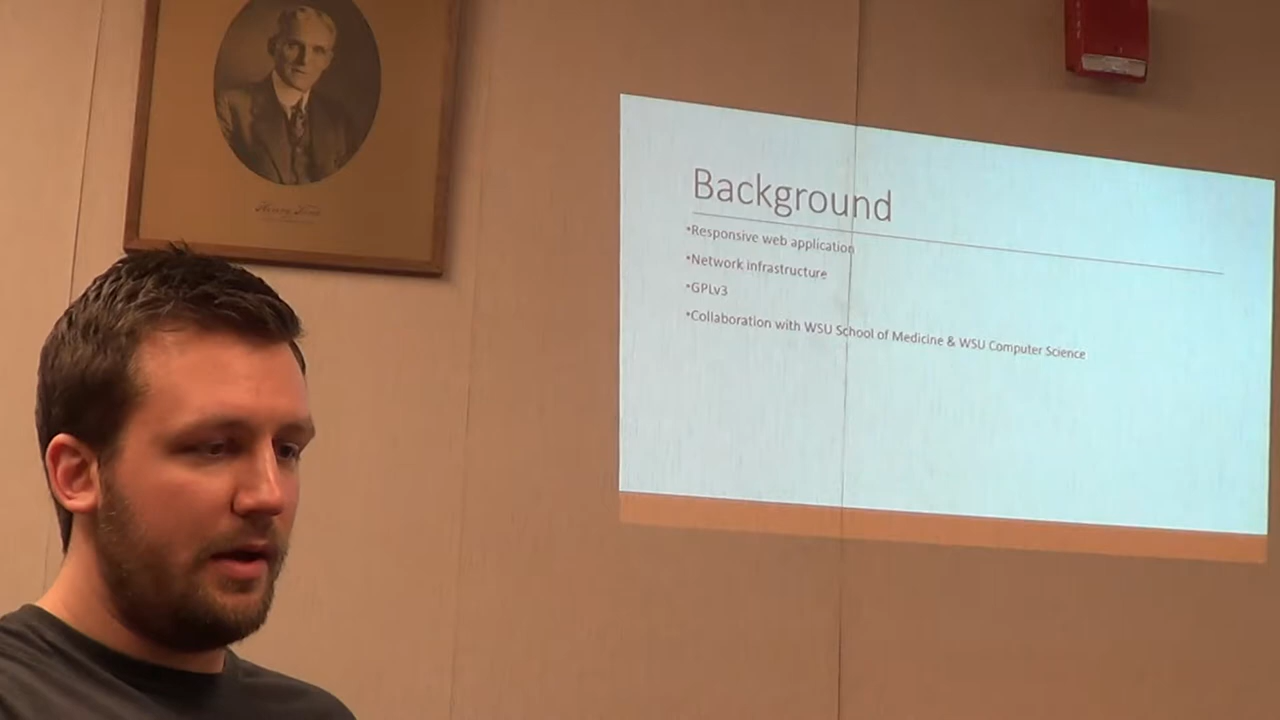 Background
•Responsive web application
•Network infrastructure
•GPLv3
•Collaboration with WSU School of Medicine & WSU Computer Science